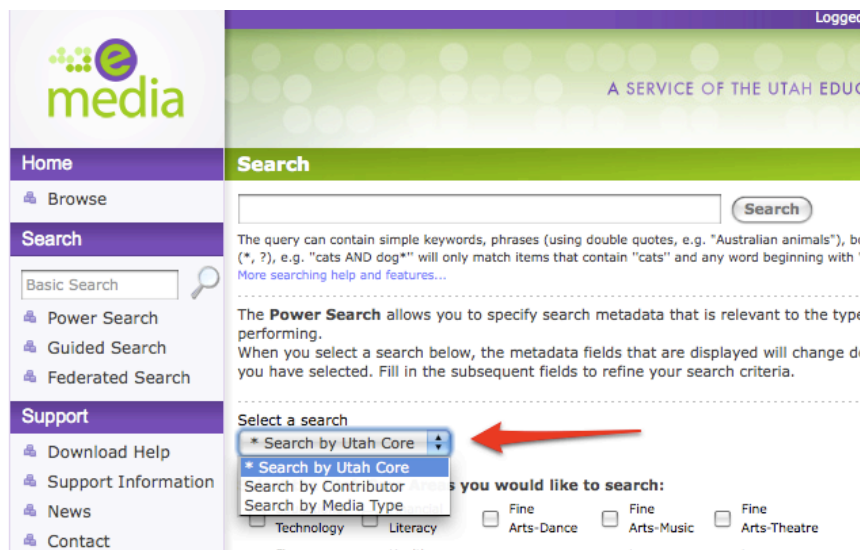 Logged
e
media
A SERVICE OF THE UTAH EDUC
Home
Browse
Search
Basic Search
Power Search
Guided Search
Federated Search
Support
Download Help
Support Information
News
Contact
Search
Search
The query can contain simple keywords, phrases (using double quotes, e.g. "Australian animals"), b
(*, ?), e.g. "cats AND dog*" will only match items that contain "cats" and any word beginning with
More searching help and features...
The Power Search allows you to specify search metadata that is relevant to the type
performing.
When you select a search below, the metadata fields that are displayed will change d
you have selected. Fill in the subsequent fields to refine your search criteria.
Select a search
* Search by Utah Core
* Search by Utah Core
Search by Contributor
Search by Media Type
you would like to search:
Technology
Literacy
Fine
Arts-Dance
Fine
Arts-Music
Fine
Arts-Theatre